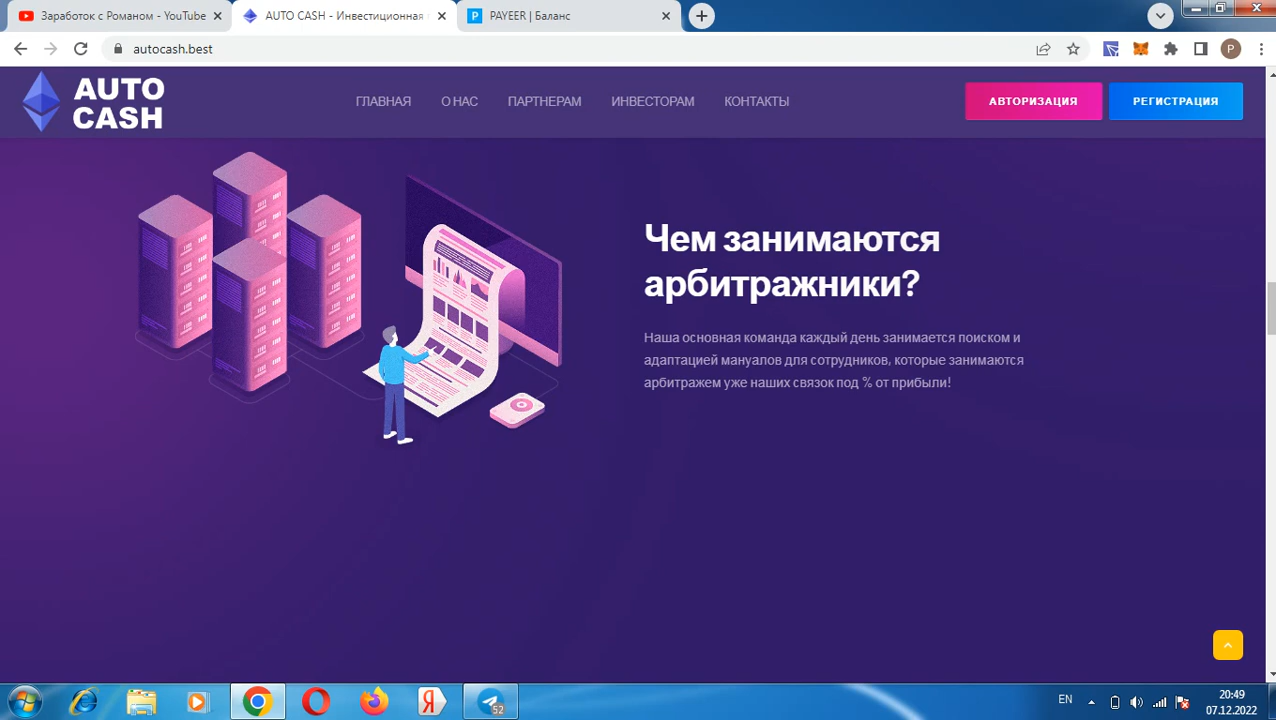 Заработок с Романом - YouTube
AUTO CASH - Инвестиционная
PAYEER | Баланс
autocash.best
P
AUTO
CASH
ГЛАВНАЯ
О НАС
ПАРТНЕРАМ
ИНВЕСТОРАМ
КОНТАКТЫ
АВТОРИЗАЦИЯ
РЕГИСТРАЦИЯ
Чем занимаются
арбитражники?
Наша основная команда каждый день занимается поиском и
адаптацией мануалов для сотрудников, которые занимаются
арбитражем уже наших связок под % от прибыли!
52
EN
20:49
07.12.2022